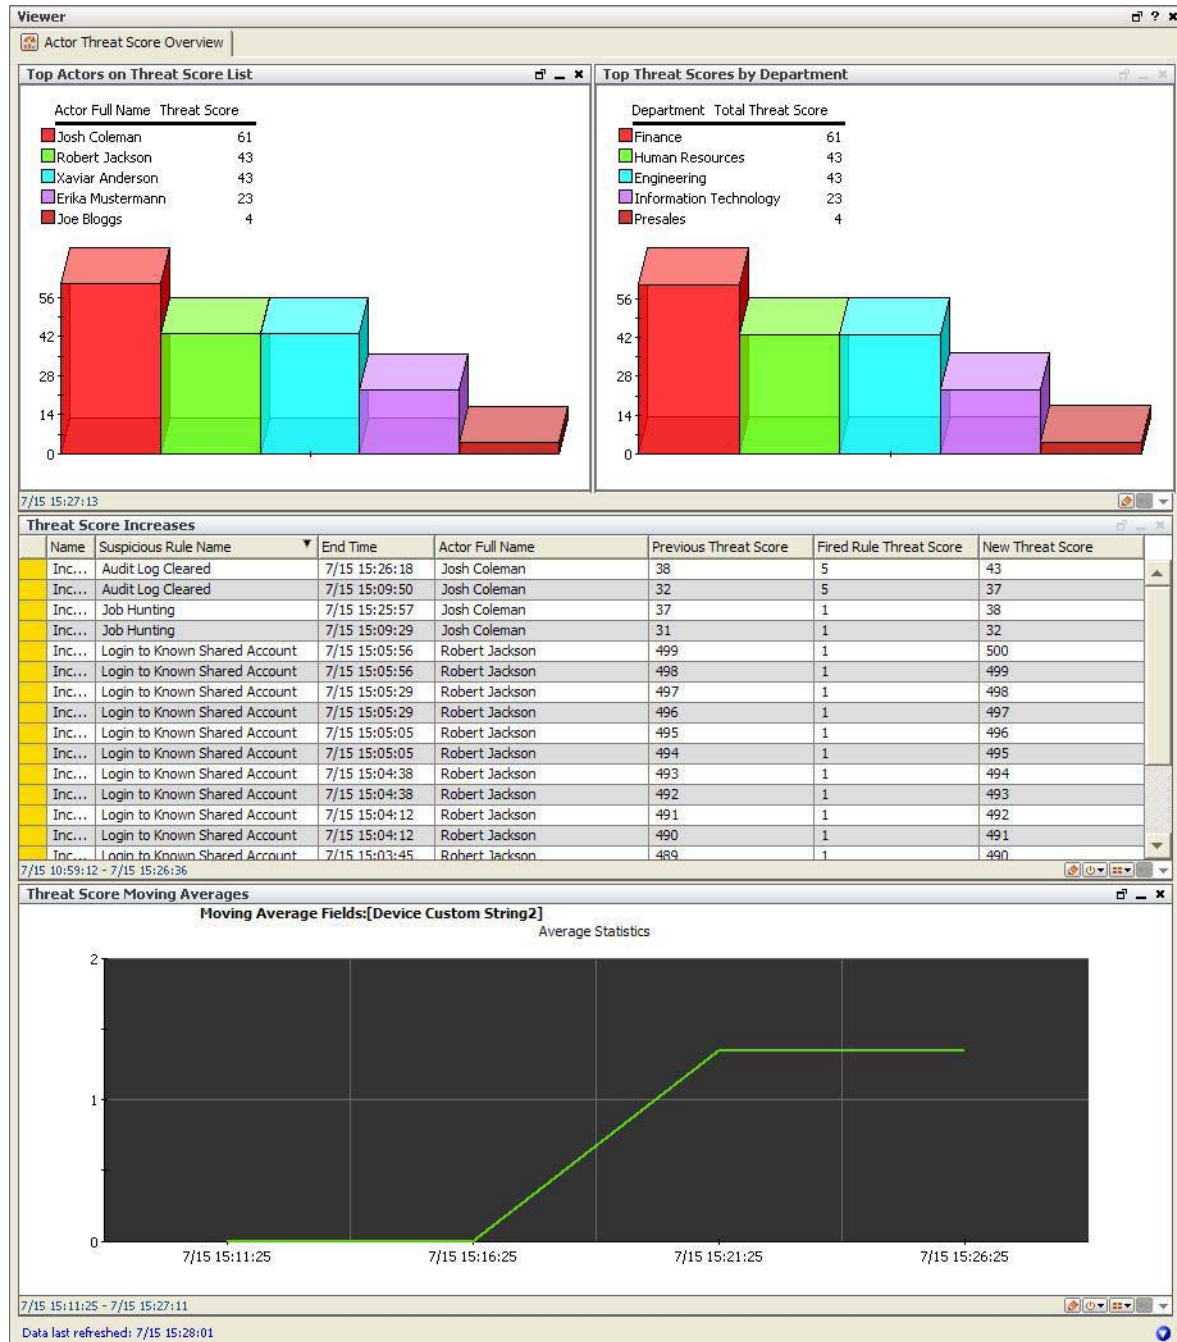 Viewer
Actor Threat Score Overview
Top Actors on Threat Score List
Actor Full Name Threat Score
Josh Coleman 61
Robert Jackson 43
Xaviar Anderson 43
Erika Mustermann 23
Joe Bloggs 4
56
42
28
14
0
7/15 15:27:13
Top Threat Scores by Department
Department Total Threat Score
Finance 61
Human Resources 43
Engineering 43
Information Technology 23
Presales 4
56
42
28
14
0
Threat Score Increases
Name Suspicious Rule Name End Time Actor Full Name Previous Threat Score Fired Rule Threat Score New Threat Score
Inc... Audit Log Cleared 7/15 15:26:18 Josh Coleman 38 5 43
Inc... Audit Log Cleared 7/15 15:09:50 Josh Coleman 32 5 37
Inc... Job Hunting 7/15 15:25:57 Josh Coleman 37 1 38
Inc... Job Hunting 7/15 15:09:29 Josh Coleman 31 1 32
Inc... Login to Known Shared Account 7/15 15:05:56 Robert Jackson 499 1 500
Inc... Login to Known Shared Account 7/15 15:05:56 Robert Jackson 498 1 499
Inc... Login to Known Shared Account 7/15 15:05:29 Robert Jackson 497 1 498
Inc... Login to Known Shared Account 7/15 15:05:29 Robert Jackson 496 1 497
Inc... Login to Known Shared Account 7/15 15:05:05 Robert Jackson 495 1 496
Inc... Login to Known Shared Account 7/15 15:05:05 Robert Jackson 494 1 495
Inc... Login to Known Shared Account 7/15 15:04:38 Robert Jackson 493 1 494
Inc... Login to Known Shared Account 7/15 15:04:38 Robert Jackson 492 1 493
Inc... Login to Known Shared Account 7/15 15:04:12 Robert Jackson 491 1 492
Inc... Login to Known Shared Account 7/15 15:04:12 Robert Jackson 490 1 491
Inc... Login to Known Shared Account 7/15 15:03:45 Robert Jackson 489 1 490
7/15 10:59:12 - 7/15 15:26:36
Threat Score Moving Averages
Moving Average Fields:[Device Custom String2]
Average Statistics
2
1
0
7/15 15:11:25 7/15 15:16:25 7/15 15:21:25 7/15 15:26:25
7/15 15:11:25 - 7/15 15:27:11
Data last refreshed: 7/15 15:28:01